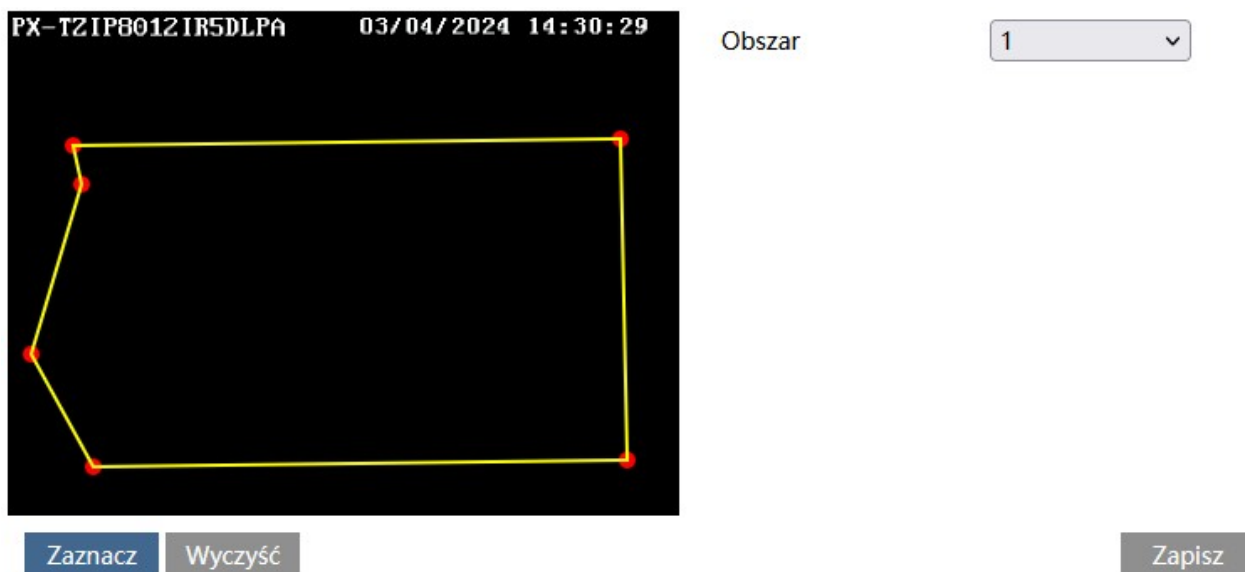 PX-TZIP8012IR5DLPA 03/04/2024 14:30:29
Obszar 1
Zaznacz Wyczyść Zapisz